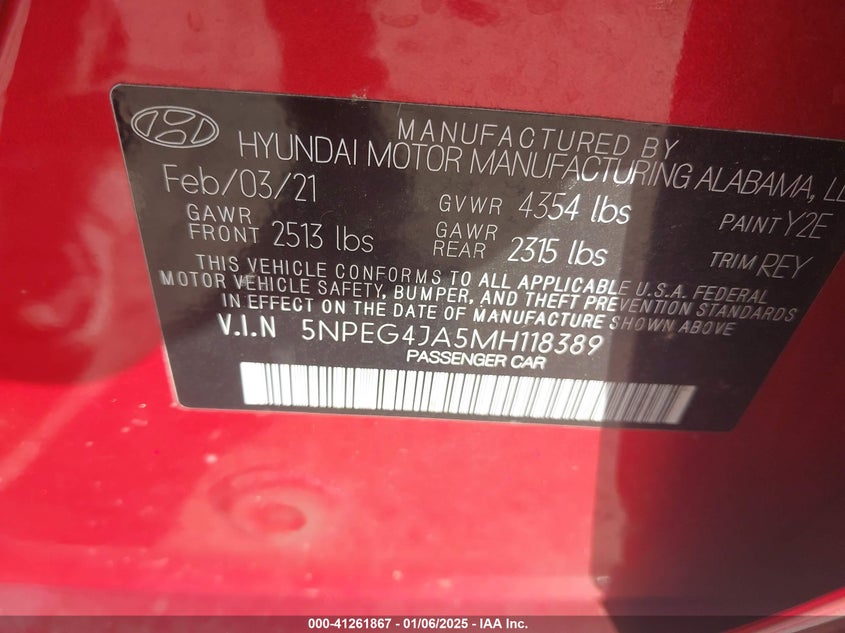 MANUFACTURED BY
HYUNDAI MOTOR MANUFACTURING ALABAMA,
Feb/03/21 GVWR 4354 lbs PAINT Y2E
GAWR FRONT 2513 lbs GAWR REAR 2315 lbs TRIM REY
THIS VEHICLE CONFORMS TO ALL APPLICABLE U.S.A. FEDERAL
MOTOR VEHICLE SAFETY, BUMPER, AND THEFT PREVENTION STANDARDS
IN EFFECT ON THE DATE OF MANUFACTURE SHOWN ABOVE
V.I.N 5NPEG4JA5MH118389
PASSENGER CAR
000-41261867 - 01/06/2025 - IAA Inc.